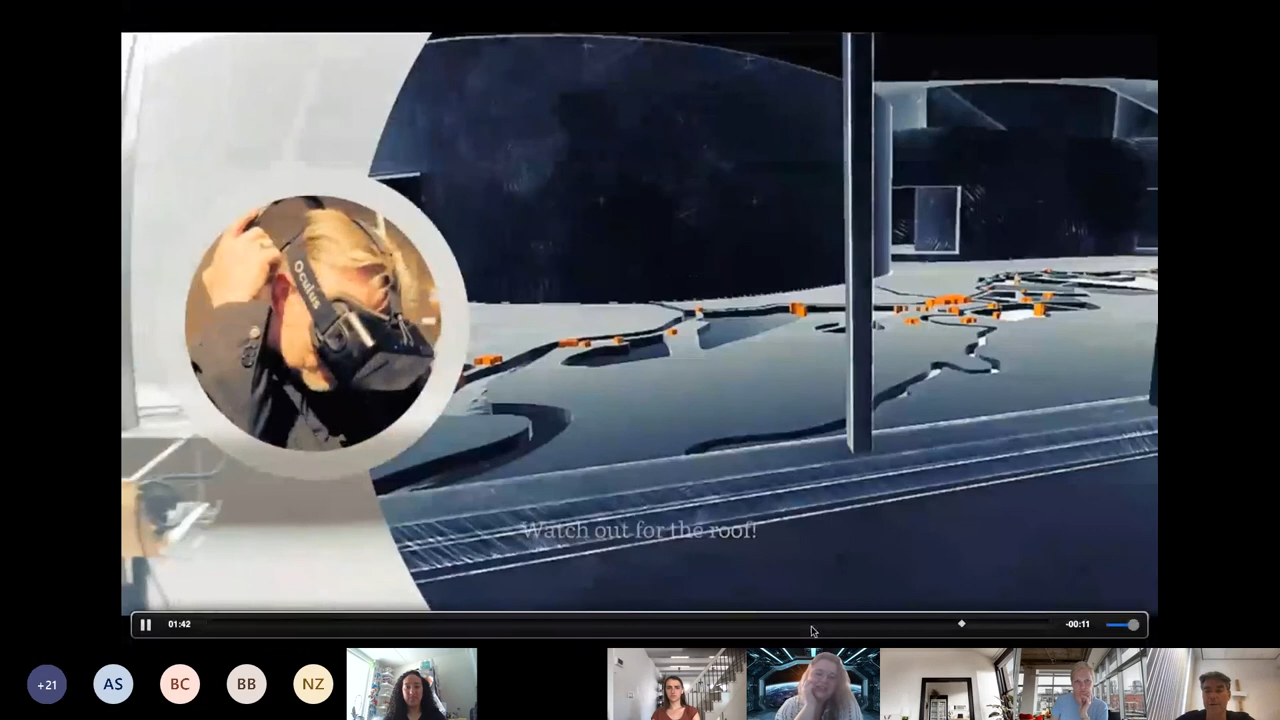 Oculus
Watch out for the roof!
01:42
-00:11
+21
AS
BC
BB
NZ